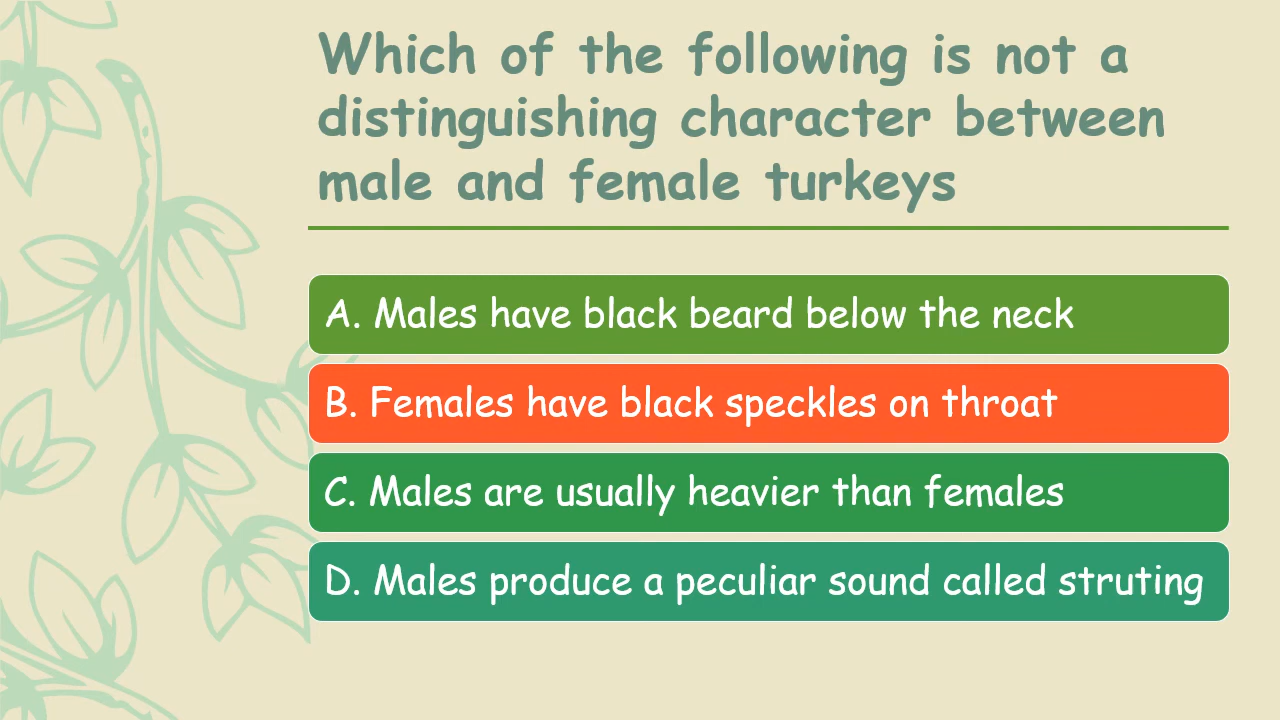 Which of the following is not a
distinguishing character between
male and female turkeys
A. Males have black beard below the neck
B. Females have black speckles on throat
C. Males are usually heavier than females
D. Males produce a peculiar sound called struting